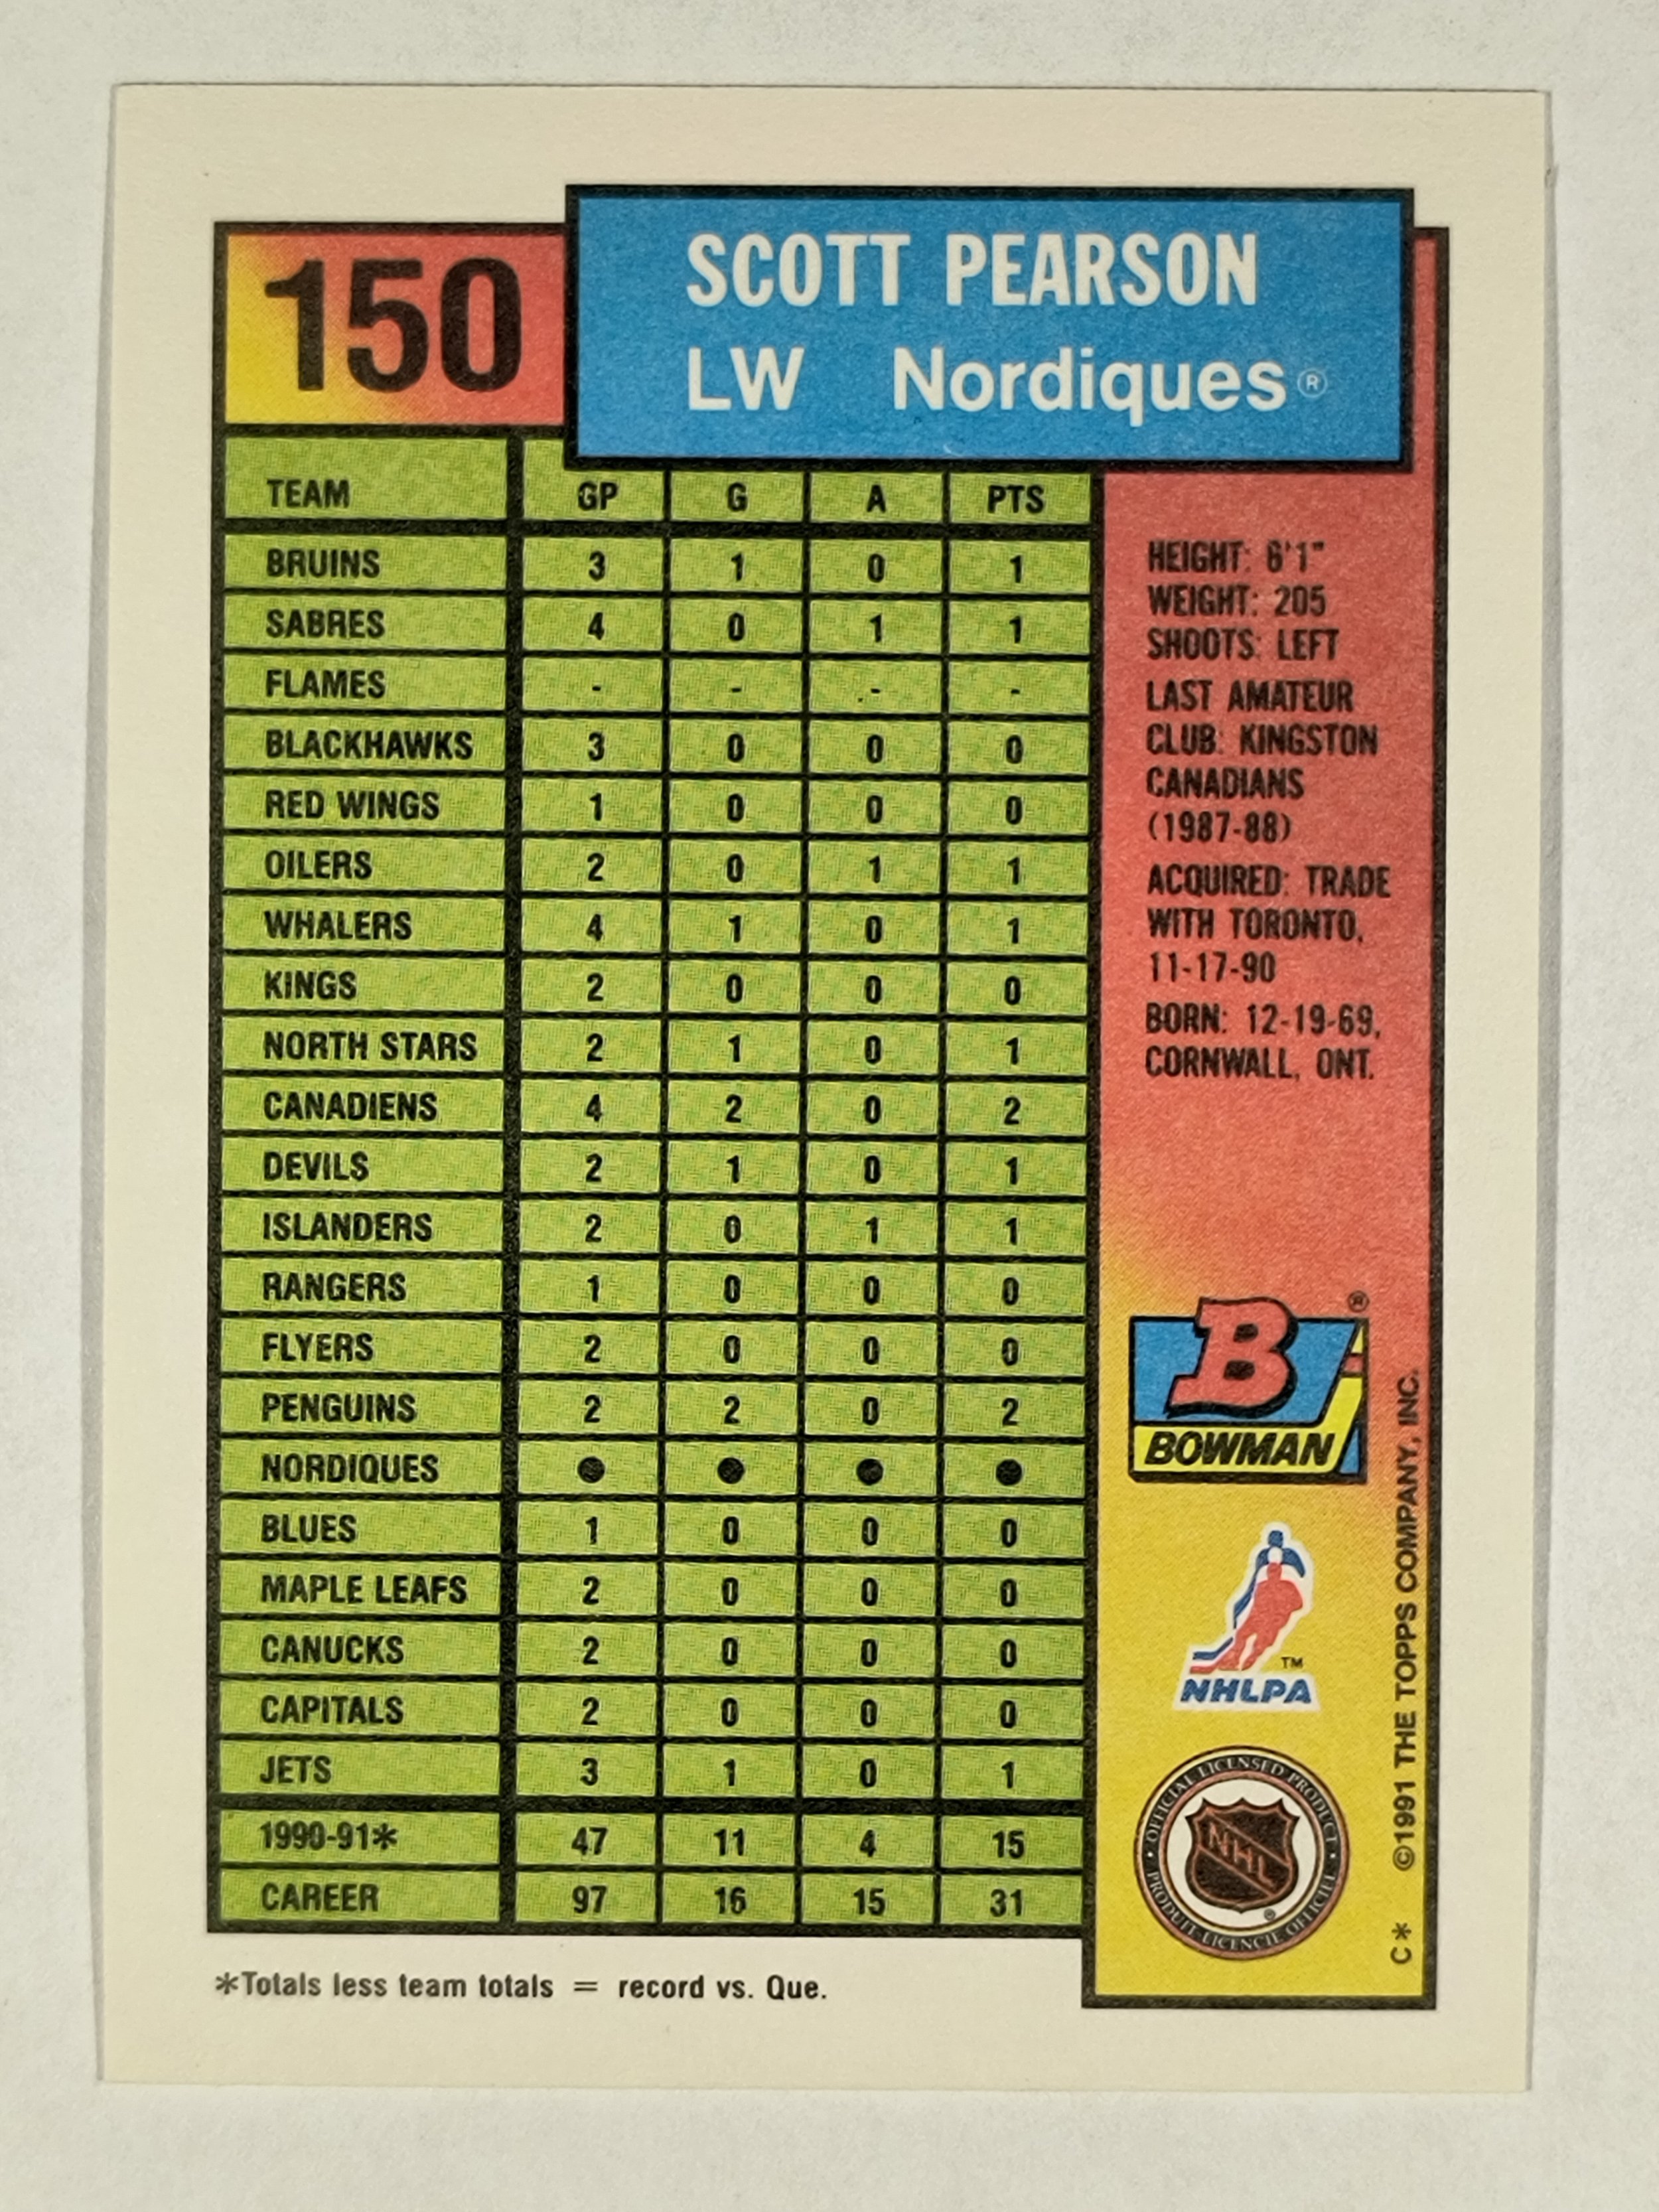 150
SCOTT PEARSON
LW Nordiques®
TEAM GP G A PTS
BRUINS 3 1 0 1
SABRES 4 0 1 1
FLAMES - - - -
BLACKHAWKS 3 0 0 0
RED WINGS 1 0 0 0
OILERS 2 0 1 1
WHALERS 4 1 0 1
KINGS 2 0 0 0
NORTH STARS 2 1 0 1
CANADIENS 4 2 0 2
DEVILS 2 1 0 1
ISLANDERS 2 0 1 1
RANGERS 1 0 0 0
FLYERS 2 0 0 0
PENGUINS 2 2 0 2
NORDIQUES ● ● ● ●
BLUES 1 0 0 0
MAPLE LEAFS 2 0 0 0
CANUCKS 2 0 0 0
CAPITALS 2 0 0 0
JETS 3 1 0 1
1990-91* 47 11 4 15
CAREER 97 16 15 31
*Totals less team totals = record vs. Que.
HEIGHT: 6'1"
WEIGHT: 205
SHOOTS: LEFT
LAST AMATEUR
CLUB: KINGSTON
CANADIANS
(1987-88)
ACQUIRED: TRADE
WITH TORONTO,
11-17-90
BORN: 12-19-69,
CORNWALL, ONT.
B®
BOWMAN
TM
NHLPA
OFFICIAL LICENSED PRODUCT
NHL®
PRODUIT LICENCIE OFFICIEL
C* ©1991 THE TOPPS COMPANY, INC.